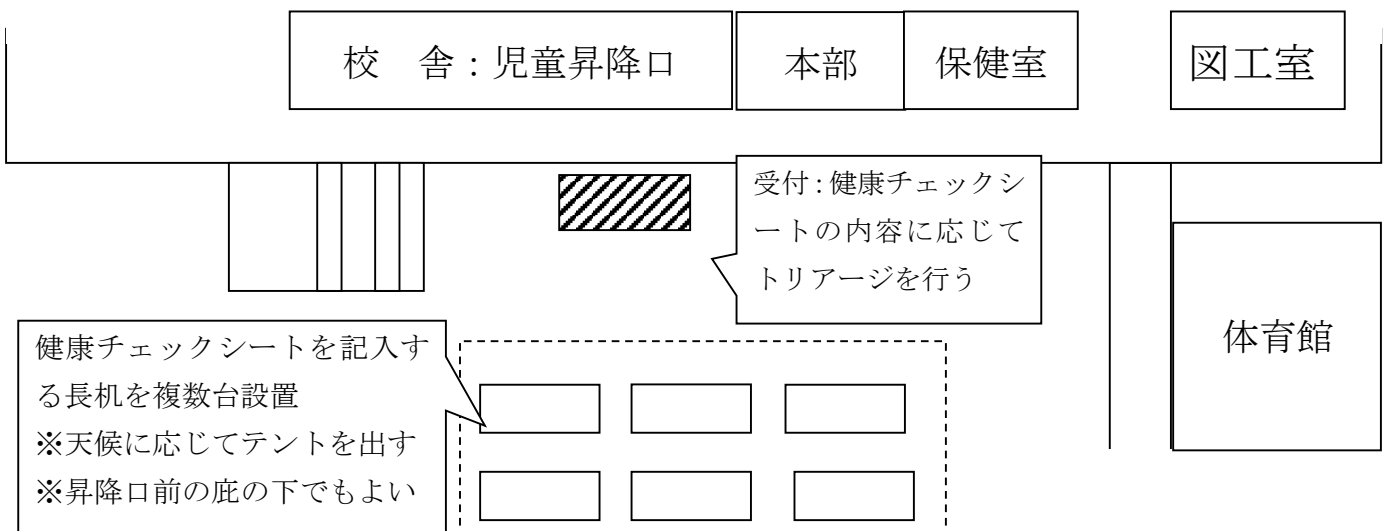 校　舎：児童昇降口
本部
保健室
図工室
受付：健康チェックシ
ートの内容に応じて
トリアージを行う
体育館
健康チェックシートを記入す
る長机を複数台設置
※天候に応じてテントを出す
※昇降口前の庇の下でもよい